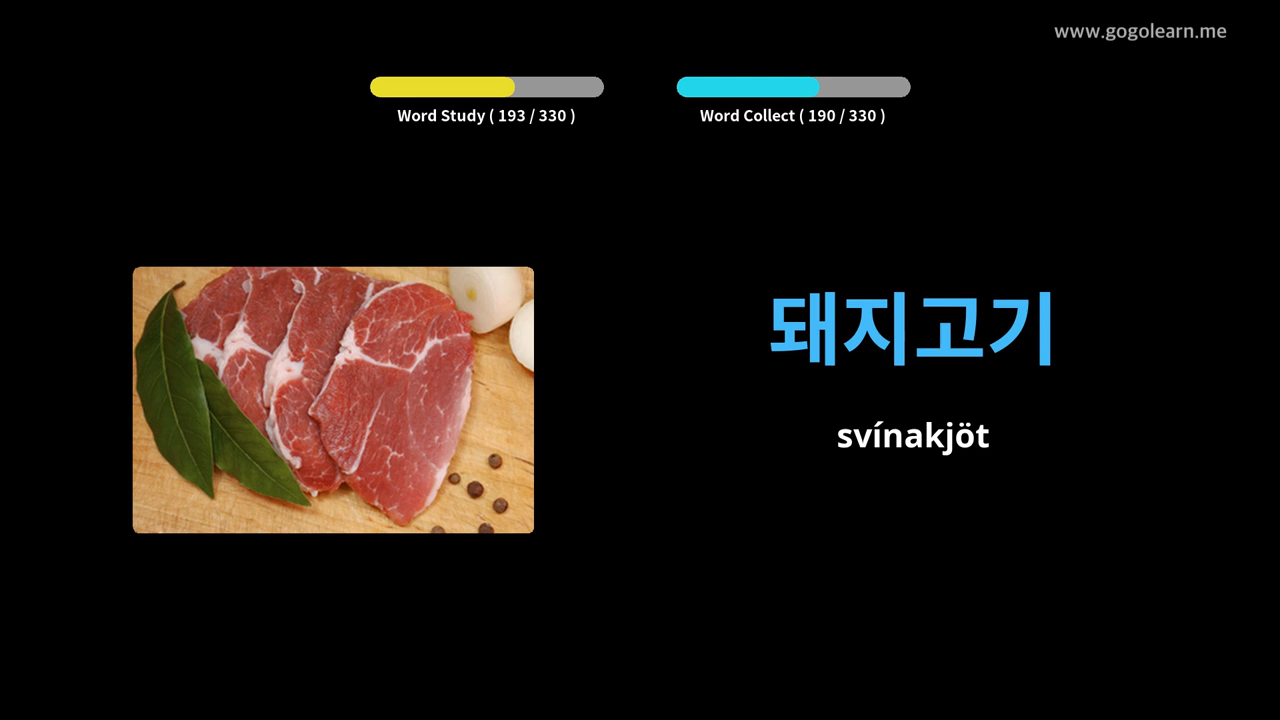 www.gogolearn.me
Word Study ( 193 / 330 )
Word Collect ( 190 / 330 )
돼지고기
svínakjöt